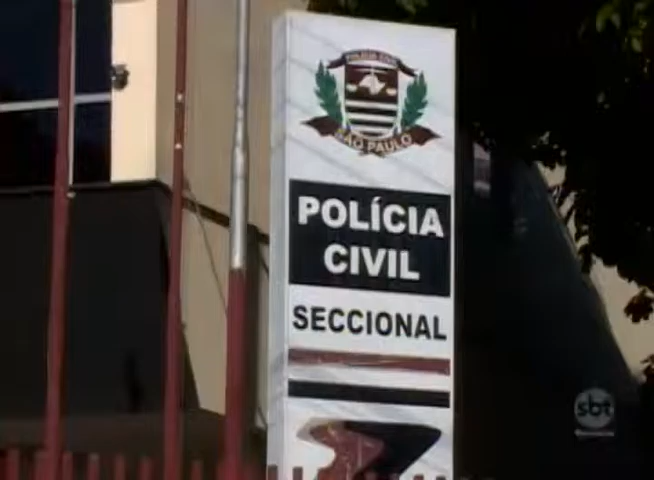 POLÍCIA CIVIL
SÃO PAULO
POLÍCIA
CIVIL
SECCIONAL
sbt